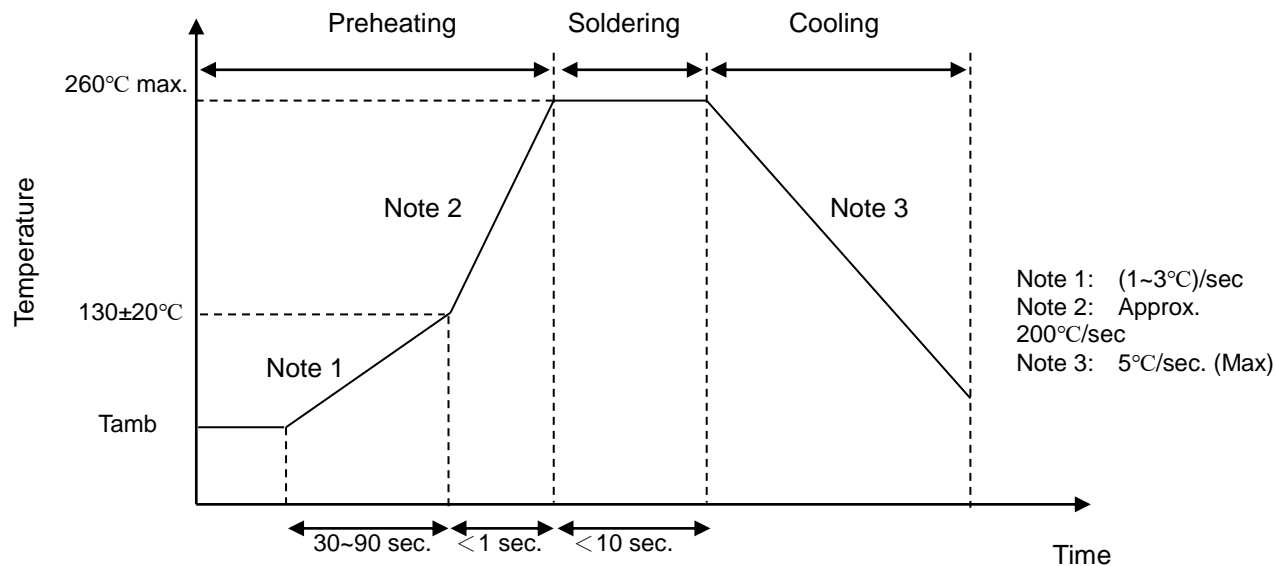 Preheating
Soldering
Cooling
260℃ max.
Temperature
Note 2
Note 3
130±20℃
Note 1
Tamb
Note 1: (1~3℃)/sec
Note 2: Approx.
200℃/sec
Note 3: 5℃/sec. (Max)
30~90 sec.
＜1 sec.
＜10 sec.
Time